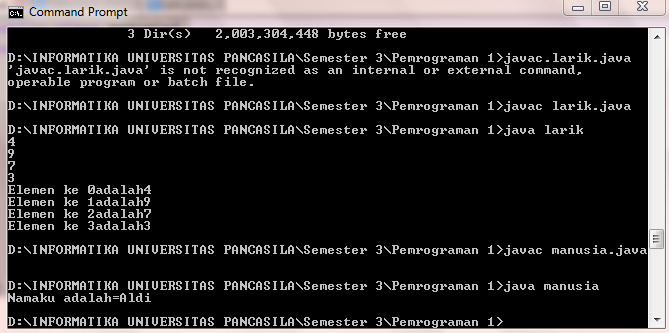 Command Prompt
3 Dir(s)   2,003,304,448 bytes free
D:\INFORMATIKA UNIVERSITAS PANCASILA\Semester 3\Pemrograman 1>javac.larik.java
'javac.larik.java' is not recognized as an internal or external command,
operable program or batch file.
D:\INFORMATIKA UNIVERSITAS PANCASILA\Semester 3\Pemrograman 1>javac larik.java
D:\INFORMATIKA UNIVERSITAS PANCASILA\Semester 3\Pemrograman 1>java larik
4
9
7
3
Elemen ke 0adalah4
Elemen ke 1adalah9
Elemen ke 2adalah7
Elemen ke 3adalah3
D:\INFORMATIKA UNIVERSITAS PANCASILA\Semester 3\Pemrograman 1>javac manusia.java
D:\INFORMATIKA UNIVERSITAS PANCASILA\Semester 3\Pemrograman 1>java manusia
Namaku adalah=Aldi
D:\INFORMATIKA UNIVERSITAS PANCASILA\Semester 3\Pemrograman 1>